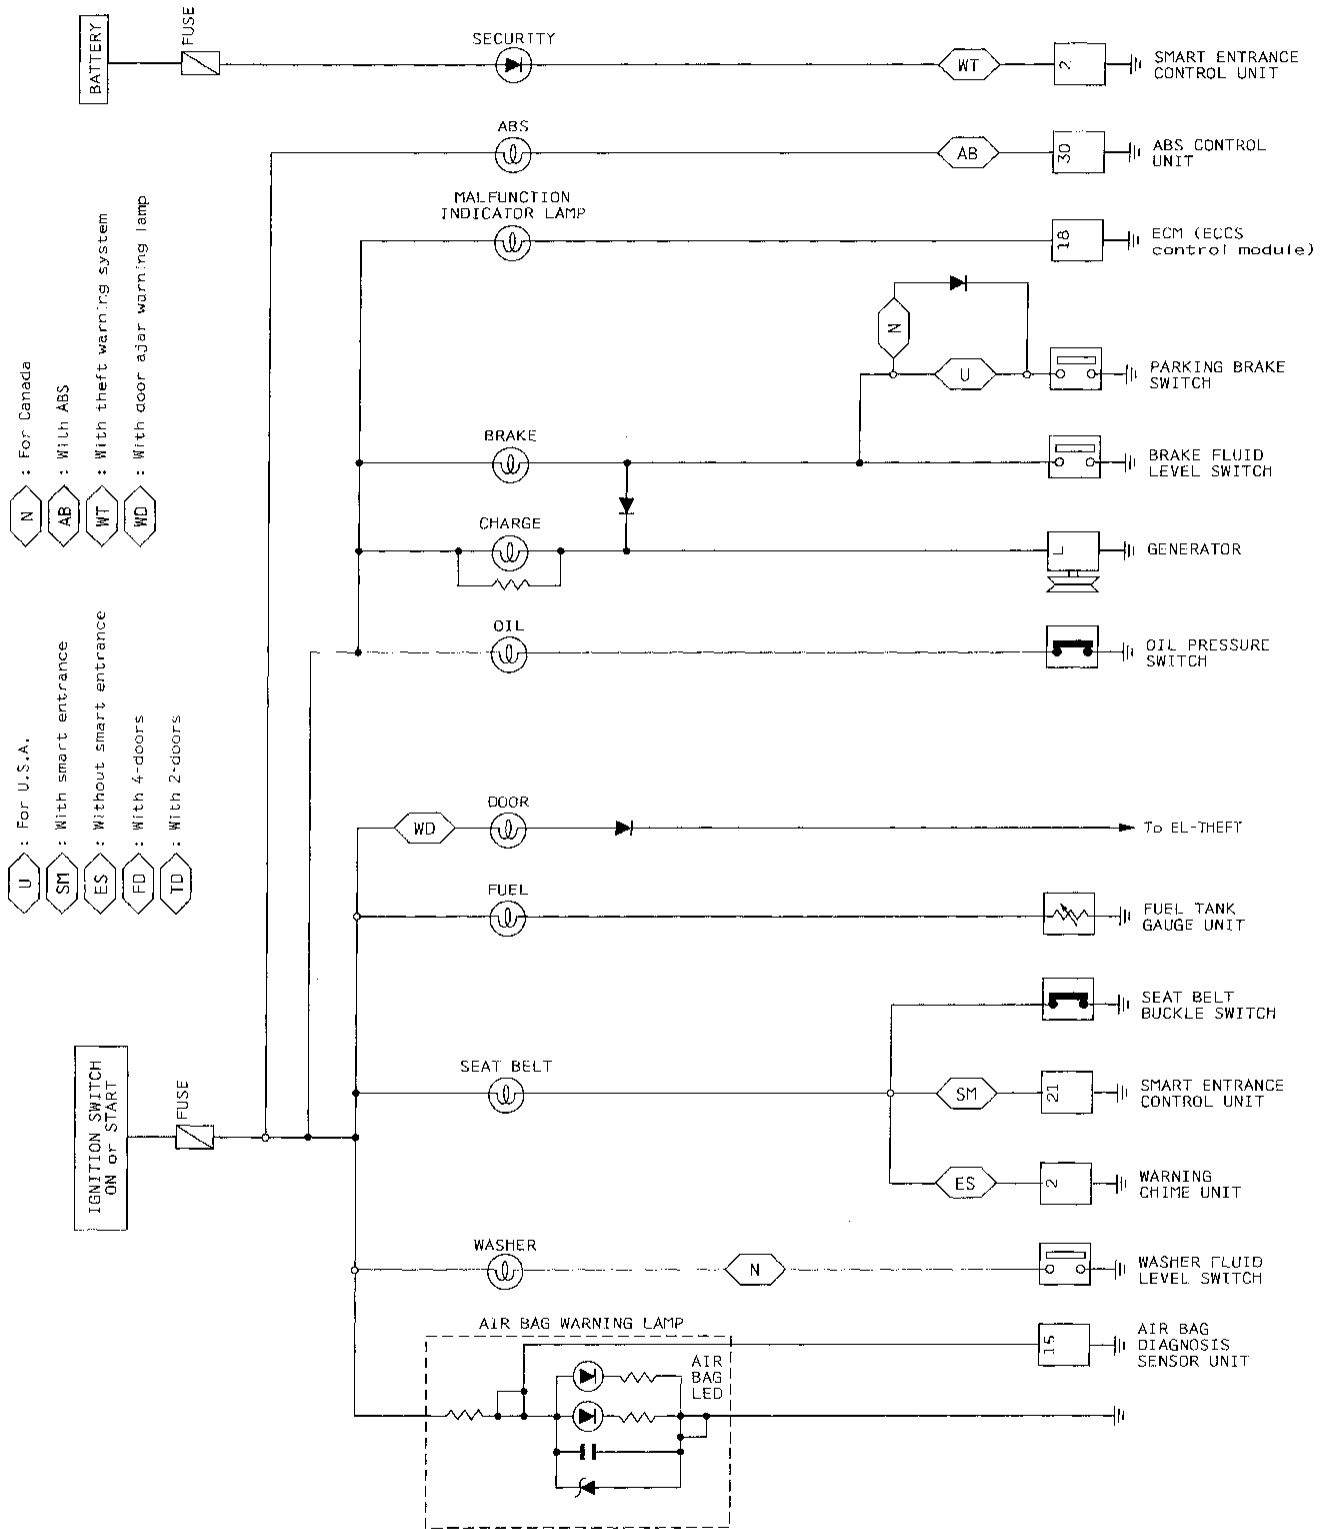 BATTERY
FUSE
SECURITY
WT
2
SMART ENTRANCE
CONTROL UNIT
ABS
AB
30
ABS CONTROL
UNIT
MALFUNCTION
INDICATOR LAMP
18
ECM (ECCS
control module)
N
U
PARKING BRAKE
SWITCH
BRAKE
BRAKE FLUID
LEVEL SWITCH
CHARGE
L
GENERATOR
OIL
OIL PRESSURE
SWITCH
N : For Canada
AB : With ABS
WT : With theft warning system
WD : With door ajar warning lamp
U : For U.S.A.
SM : With smart entrance
ES : Without smart entrance
FD : With 4-doors
TD : With 2-doors
DOOR
WD
To EL-THEFT
FUEL
FUEL TANK
GAUGE UNIT
SEAT BELT
BUCKLE SWITCH
SEAT BELT
SM
21
SMART ENTRANCE
CONTROL UNIT
IGNITION SWITCH
ON or START
FUSE
ES
2
WARNING
CHIME UNIT
WASHER
N
WASHER FLUID
LEVEL SWITCH
AIR BAG WARNING LAMP
15
AIR BAG
DIAGNOSIS
SENSOR UNIT
AIR
BAG
LED